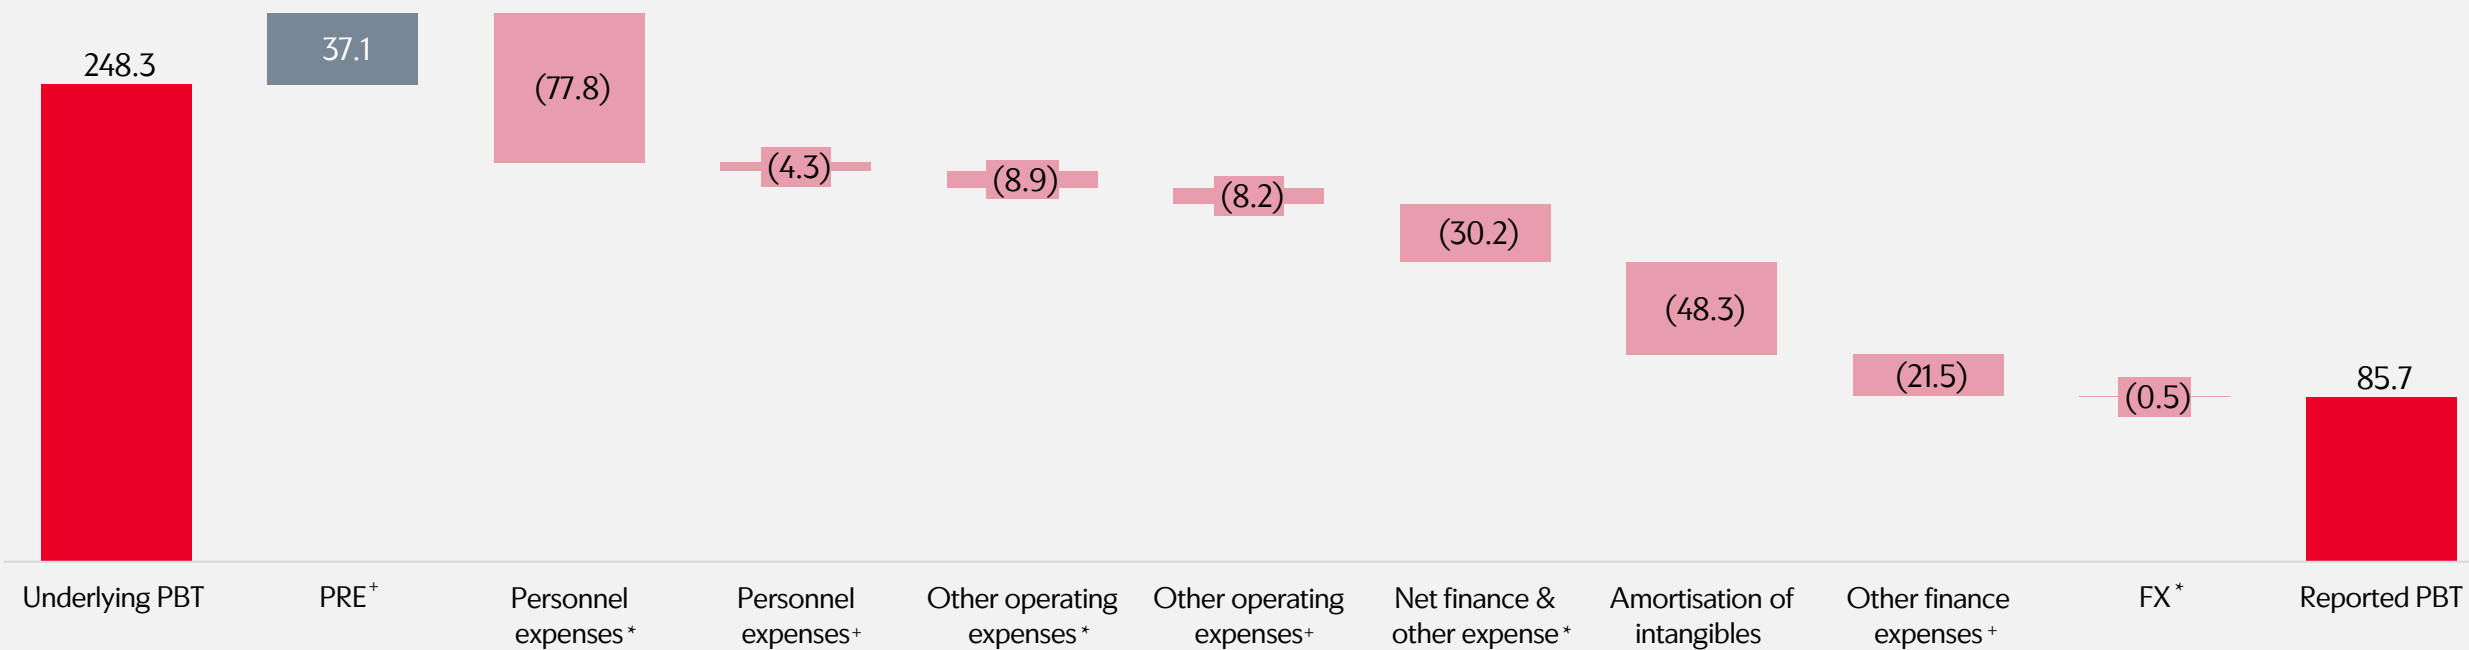 248.3
37.1
(77.8)
(4.3)
(8.9)
(8.2)
(30.2)
(48.3)
(21.5)
(0.5)
85.7
Underlying PBT
PRE+
Personnel
expenses*
Personnel
expenses+
Other operating
expenses*
Other operating
expenses+
Net finance &
other expense*
Amortisation of
intangibles
Other finance
expenses+
FX*
Reported PBT